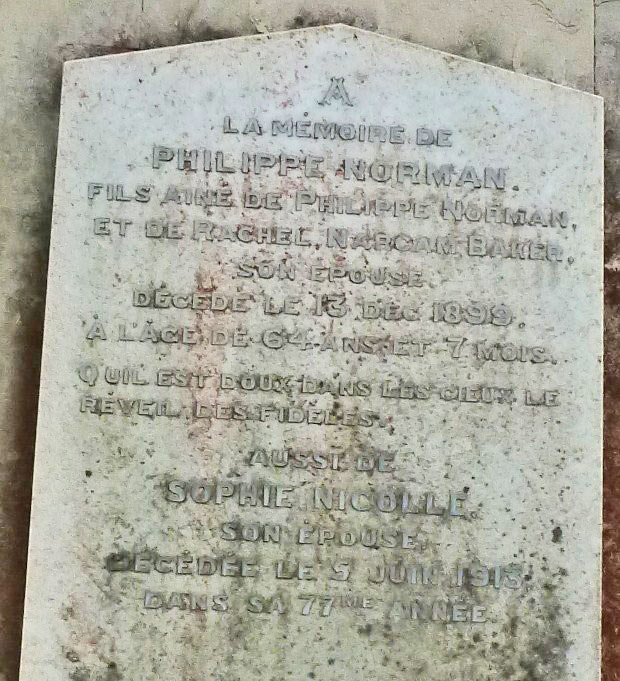 A
LA MÉMOIRE DE
PHILIPPE NORMAN.
FILS AINÉ DE PHILIPPE NORMAN,
ET DE RACHEL NARCAM BAKER,
SON ÉPOUSE.
DÉCÉDÉ LE 13 DÉC 1899.
À L'ÂGE DE 64 ANS ET 7 MOIS.
QU'IL EST DOUX DANS LES CIEUX LE
RÉVEIL DES FIDÈLES.
AUSSI DE
SOPHIE NICOLLE
SON ÉPOUSE,
DÉCÉDÉE LE 5 JUIN
DANS SA 77ME ANNÉE